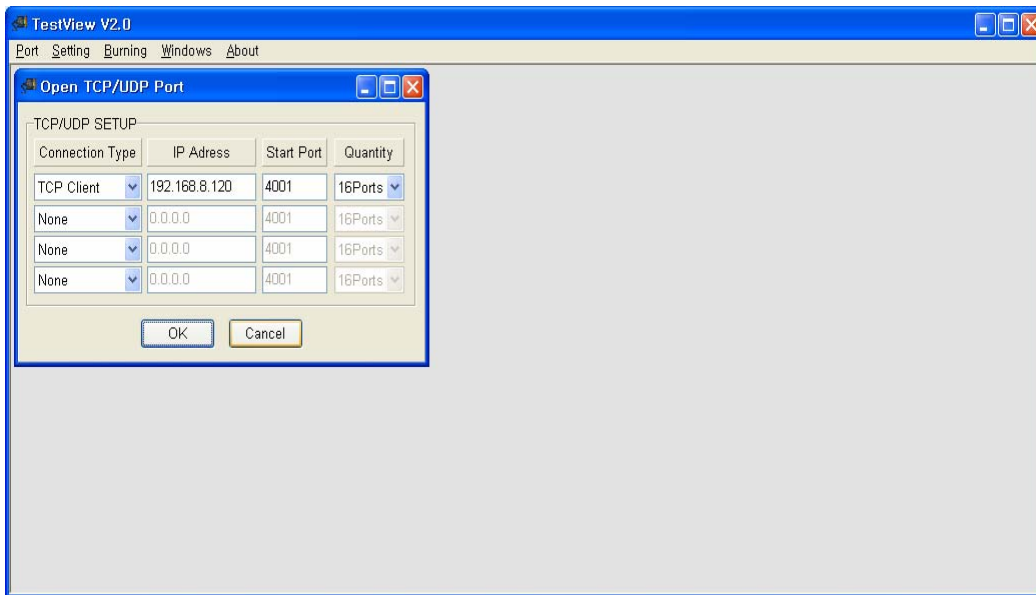 TestView V2.0
Port Setting Burning Windows About
Open TCP/UDP Port
TCP/UDP SETUP
Connection Type IP Adress Start Port Quantity
TCP Client 192.168.8.120 4001 16Ports
None 0.0.0.0 4001 16Ports
None 0.0.0.0 4001 16Ports
None 0.0.0.0 4001 16Ports
OK Cancel